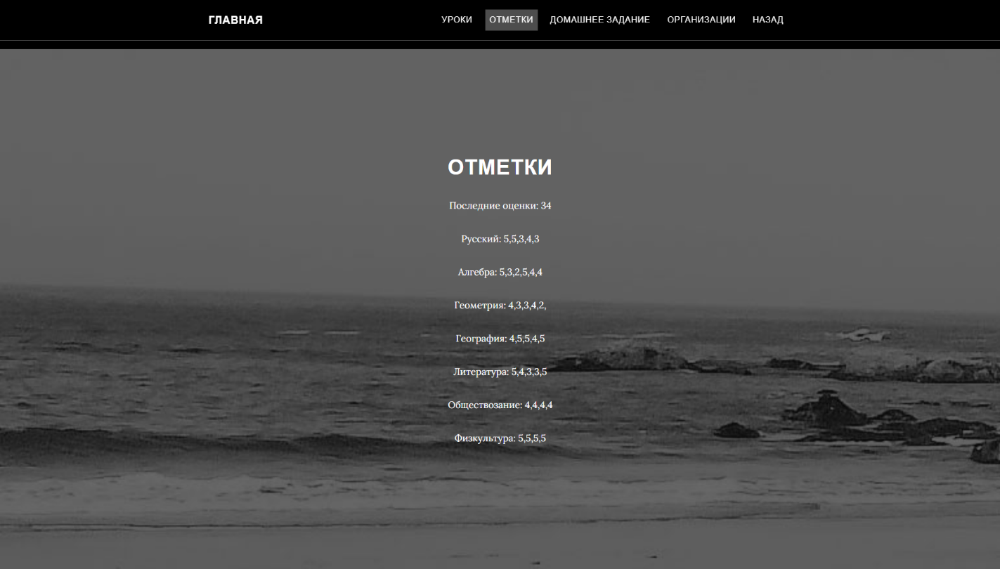 ГЛАВНАЯ
УРОКИ ОТМЕТКИ ДОМАШНЕЕ ЗАДАНИЕ ОРГАНИЗАЦИИ НАЗАД
ОТМЕТКИ
Последние оценки: 34
Русский: 5,5,3,4,3
Алгебра: 5,3,2,5,4,4
Геометрия: 4,3,3,4,2,
География: 4,5,5,4,5
Литература: 5,4,3,3,5
Обществозание: 4,4,4,4
Физкультура: 5,5,5,5